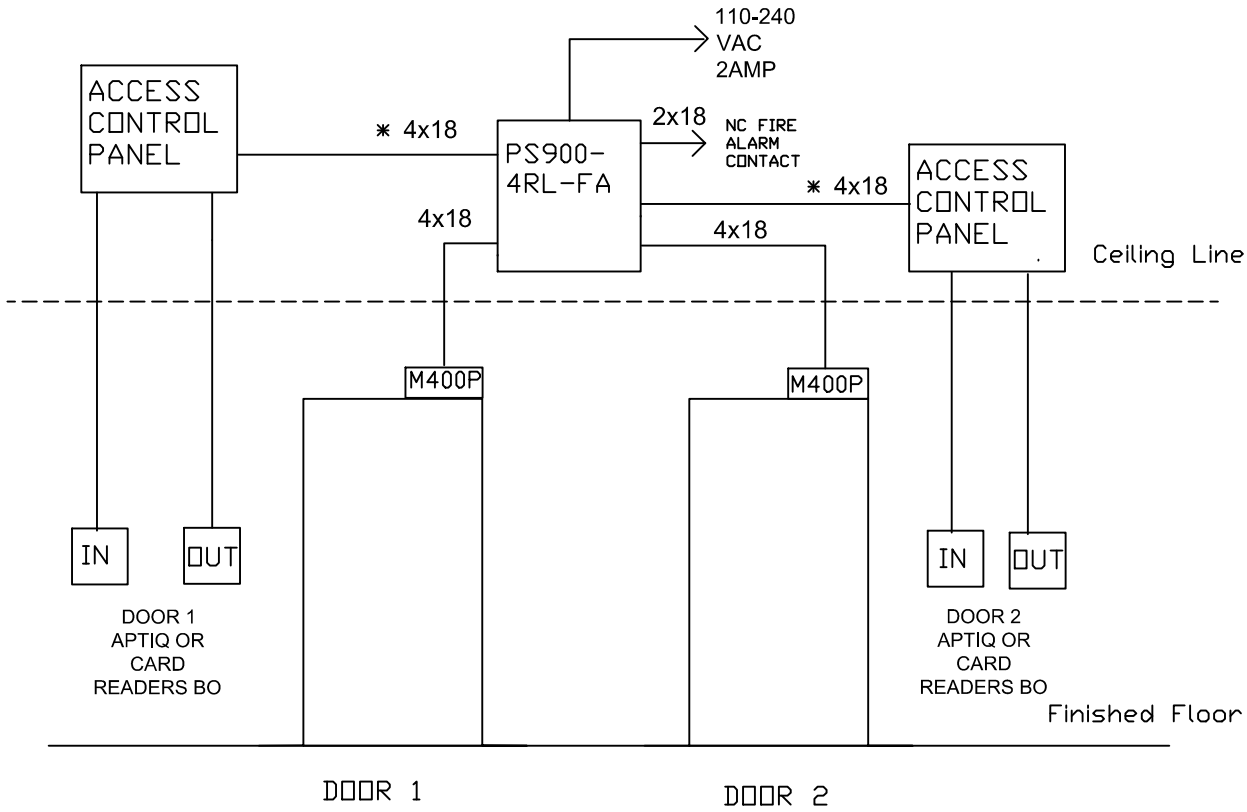 110-240
VAC
2AMP
ACCESS
CONTROL
PANEL
* 4x18
PS900-
4RL-FA
2x18
NC FIRE
ALARM
CONTACT
* 4x18
ACCESS
CONTROL
PANEL
4x18
4x18
Ceiling Line
M400P
M400P
IN
OUT
IN
OUT
DOOR 1
APTIQ OR
CARD
READERS BO
DOOR 2
APTIQ OR
CARD
READERS BO
Finished Floor
DOOR 1
DOOR 2